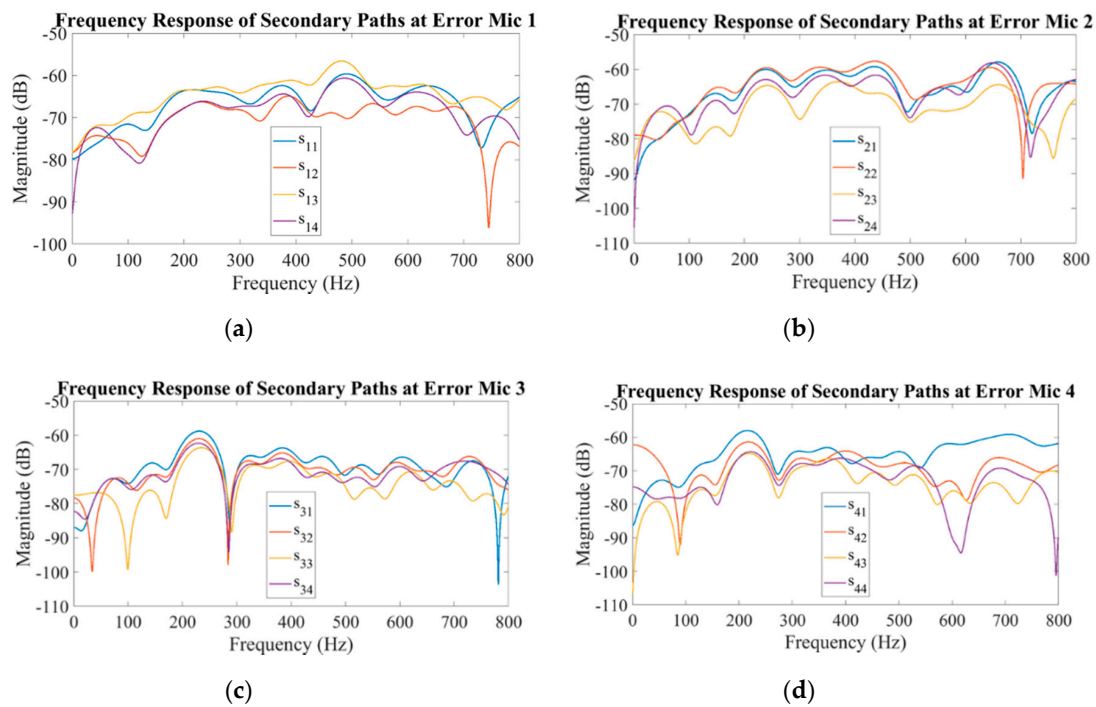 Frequency Response of Secondary Paths at Error Mic 1
-50
-60
-70
-80
-90
-100
Magnitude (dB)
s11
s12
s13
s14
0 100 200 300 400 500 600 700 800
Frequency (Hz)
(a)
Frequency Response of Secondary Paths at Error Mic 2
-50
-60
-70
-80
-90
-100
-110
Magnitude (dB)
s21
s22
s23
s24
0 100 200 300 400 500 600 700 800
Frequency (Hz)
(b)
Frequency Response of Secondary Paths at Error Mic 3
-50
-60
-70
-80
-90
-100
-110
Magnitude (dB)
s31
s32
s33
s34
0 100 200 300 400 500 600 700 800
Frequency (Hz)
(c)
Frequency Response of Secondary Paths at Error Mic 4
-50
-60
-70
-80
-90
-100
-110
Magnitude (dB)
s41
s42
s43
s44
0 100 200 300 400 500 600 700 800
Frequency (Hz)
(d)